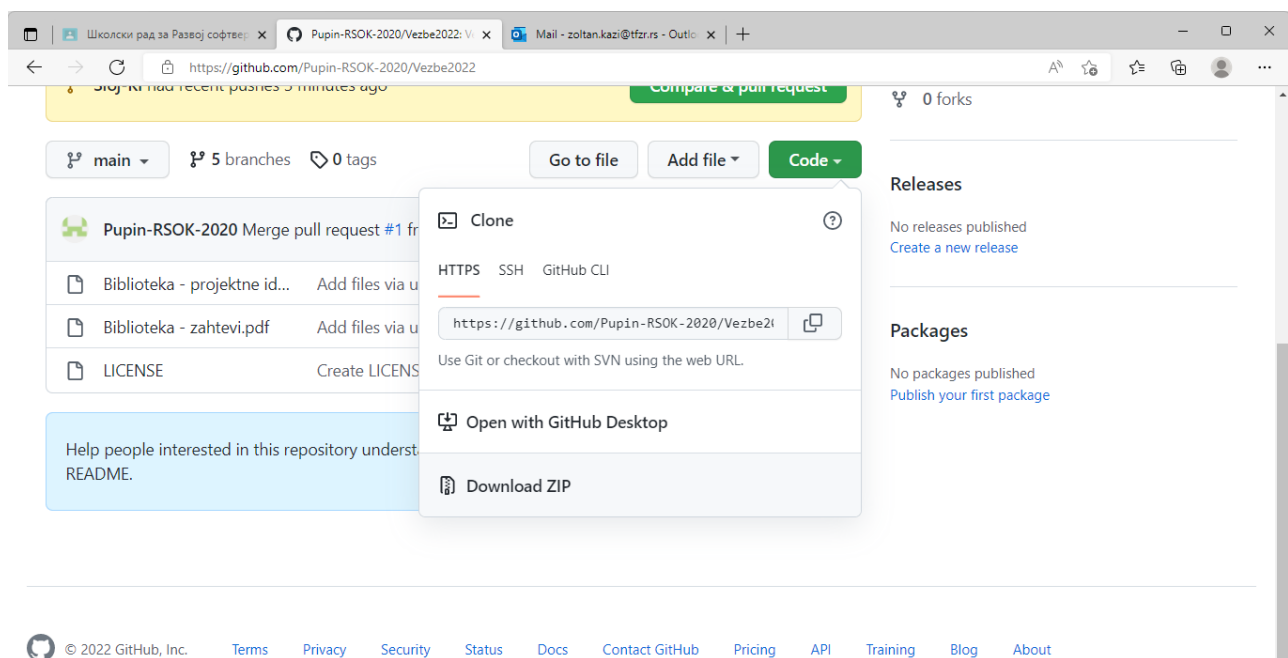 Школски рад за Развој софтвер
Pupin-RSOK-2020/Vezbe2022: V
Mail - zoltan.kazi@tfzr.rs - Outlo
https://github.com/Pupin-RSOK-2020/Vezbe2022
Sloj-KI had recent pushes 5 minutes ago
Compare & pull request
0 forks
main
5 branches
0 tags
Go to file
Add file
Code
Releases
No releases published
Create a new release
Pupin-RSOK-2020 Merge pull request #1 fr
Biblioteka - projektne id... Add files via u
Biblioteka - zahtevi.pdf Add files via u
LICENSE Create LICENS
Clone
HTTPS SSH GitHub CLI
https://github.com/Pupin-RSOK-2020/Vezbe20
Use Git or checkout with SVN using the web URL.
Open with GitHub Desktop
Download ZIP
Packages
No packages published
Publish your first package
Help people interested in this repository underst
README.
© 2022 GitHub, Inc. Terms Privacy Security Status Docs Contact GitHub Pricing API Training Blog About